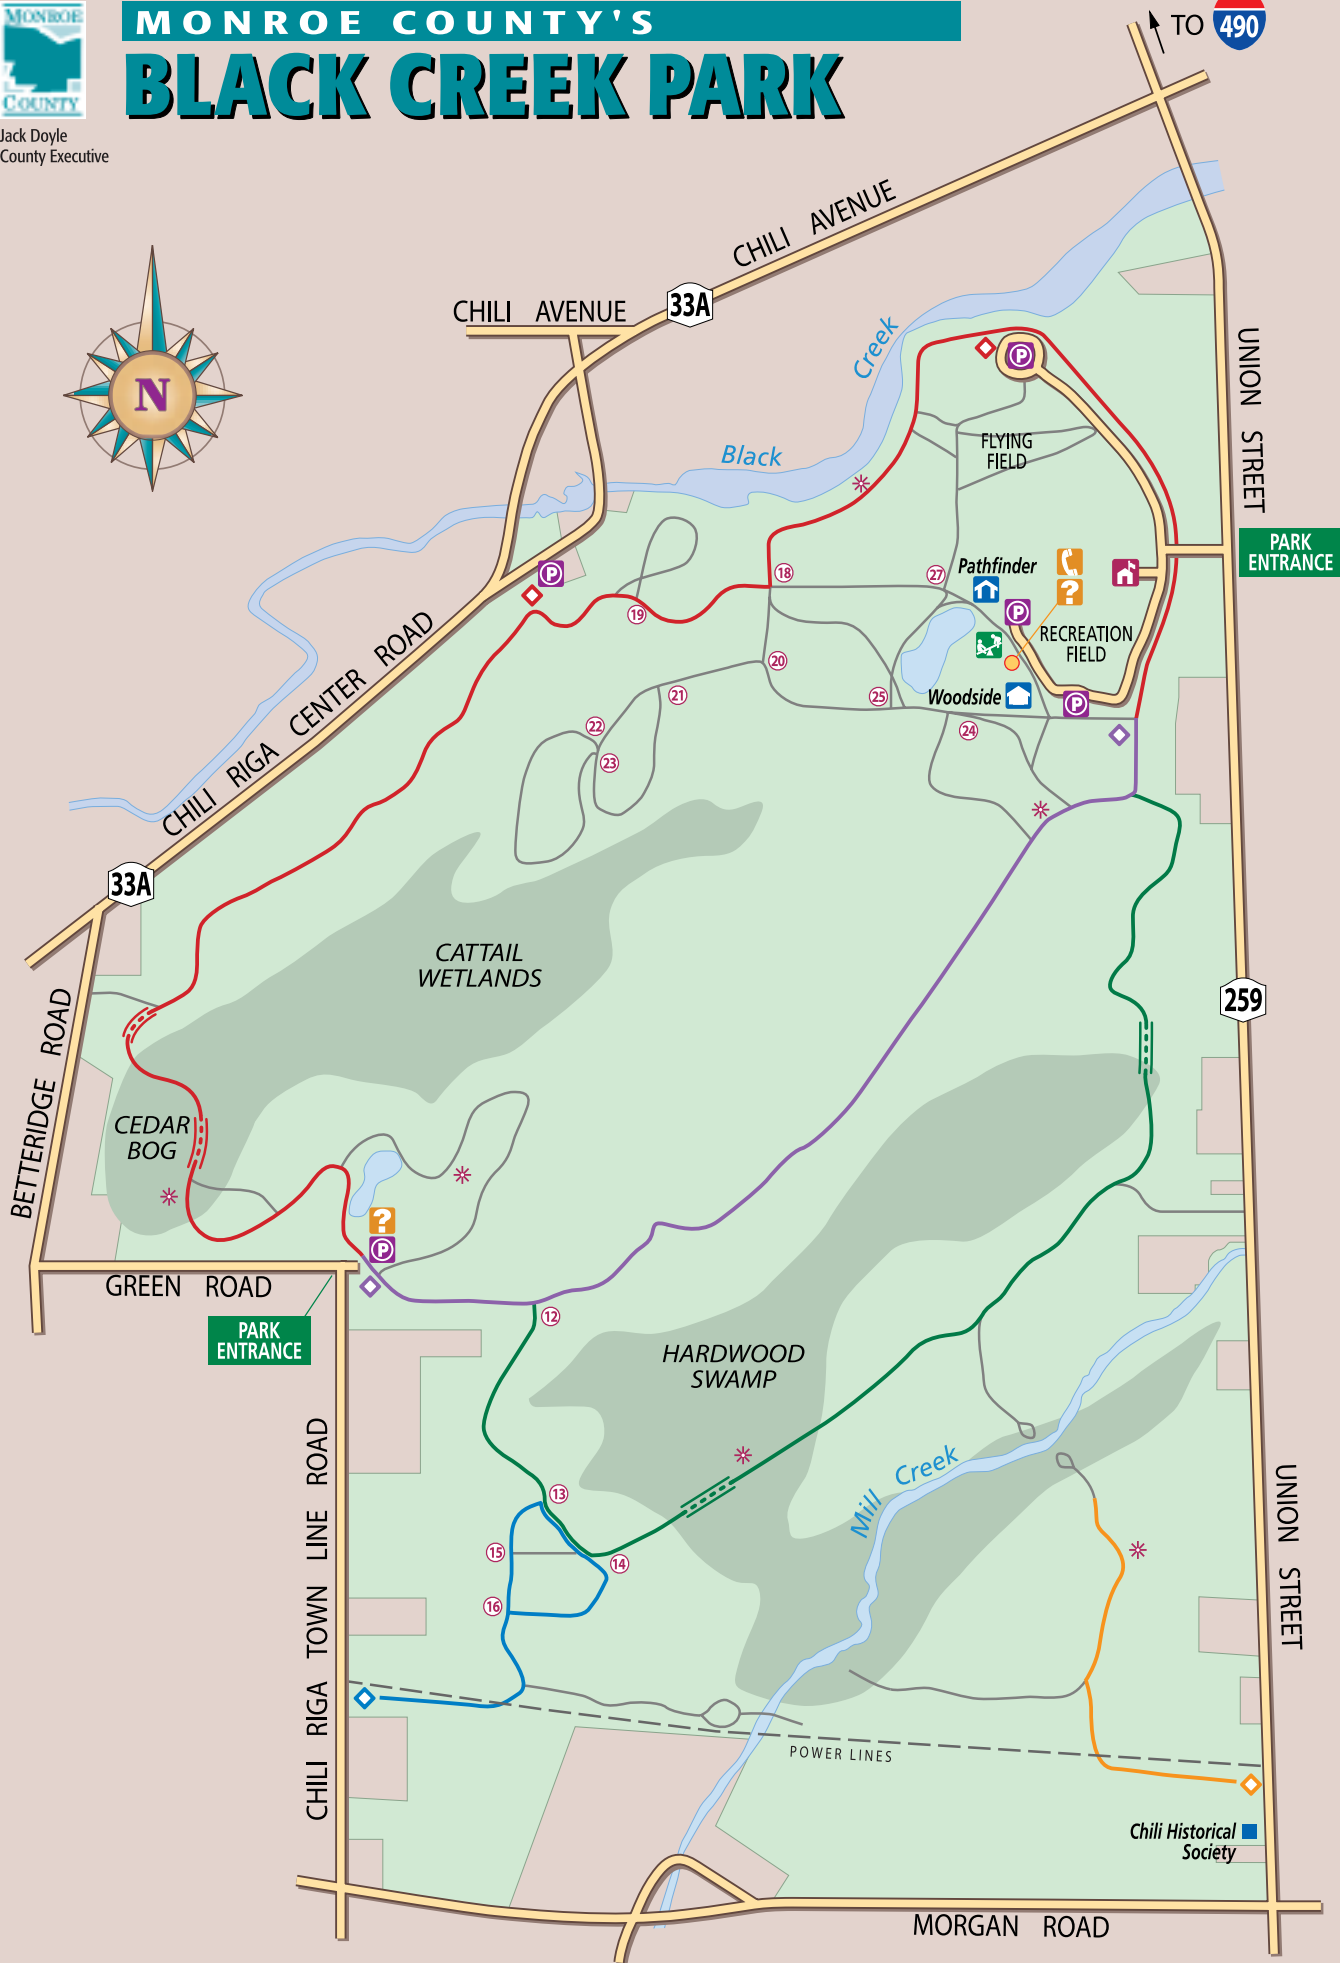 MONROE
COUNTY
Jack Doyle
County Executive
MONROE COUNTY'S
BLACK CREEK PARK
TO 490
CHILI AVENUE
CHILI AVENUE
33A
Creek
Black
UNION STREET
N
P
FLYING
FIELD
PARK
ENTRANCE
Pathfinder
?
P
RECREATION
FIELD
Woodside
P
P
18
27
19
20
21
25
24
22
23
CHILI RIGA CENTER ROAD
33A
CATTAIL
WETLANDS
259
BETTERIDGE ROAD
CEDAR
BOG
?
P
GREEN ROAD
PARK
ENTRANCE
12
HARDWOOD
SWAMP
Mill Creek
13
14
15
16
CHILI RIGA TOWN LINE ROAD
UNION STREET
POWER LINES
Chili Historical
Society
MORGAN ROAD